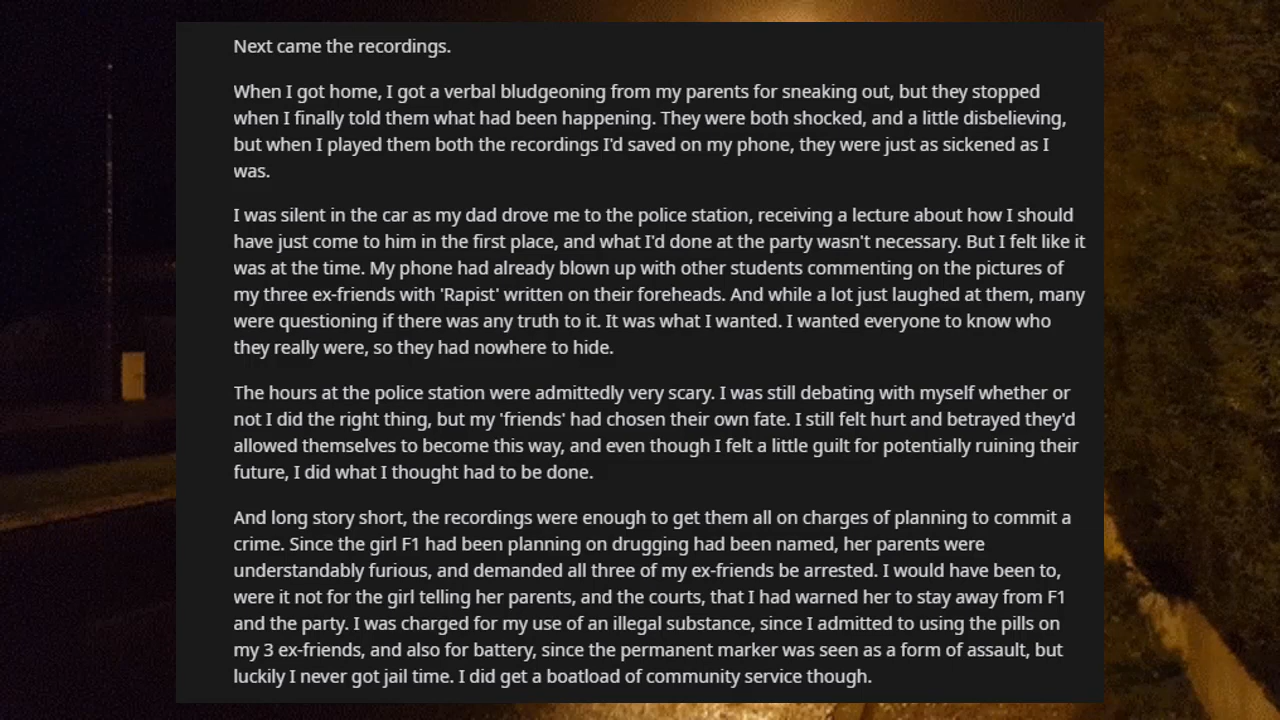 Next came the recordings.
When I got home, I got a verbal bludgeoning from my parents for sneaking out, but they stopped
when I finally told them what had been happening. They were both shocked, and a little disbelieving,
but when I played them both the recordings I'd saved on my phone, they were just as sickened as I
was.
I was silent in the car as my dad drove me to the police station, receiving a lecture about how I should
have just come to him in the first place, and what I'd done at the party wasn't necessary. But I felt like it
was at the time. My phone had already blown up with other students commenting on the pictures of
my three ex-friends with 'Rapist' written on their foreheads. And while a lot just laughed at them, many
were questioning if there was any truth to it. It was what I wanted. I wanted everyone to know who
they really were, so they had nowhere to hide.
The hours at the police station were admittedly very scary. I was still debating with myself whether or
not I did the right thing, but my 'friends' had chosen their own fate. I still felt hurt and betrayed they'd
allowed themselves to become this way, and even though I felt a little guilt for potentially ruining their
future, I did what I thought had to be done.
And long story short, the recordings were enough to get them all on charges of planning to commit a
crime. Since the girl F1 had been planning on drugging had been named, her parents were
understandably furious, and demanded all three of my ex-friends be arrested. I would have been to,
were it not for the girl telling her parents, and the courts, that I had warned her to stay away from F1
and the party. I was charged for my use of an illegal substance, since I admitted to using the pills on
my 3 ex-friends, and also for battery, since the permanent marker was seen as a form of assault, but
luckily I never got jail time. I did get a boatload of community service though.